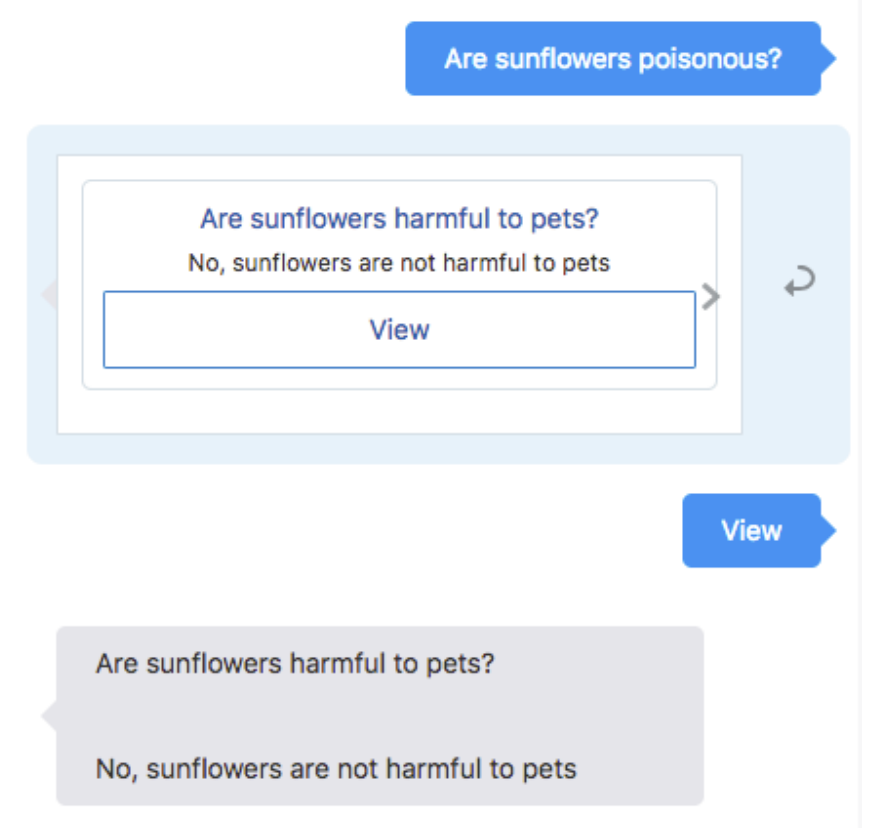 Are sunflowers poisonous?
Are sunflowers harmful to pets?
No, sunflowers are not harmful to pets
View
View
Are sunflowers harmful to pets?
No, sunflowers are not harmful to pets